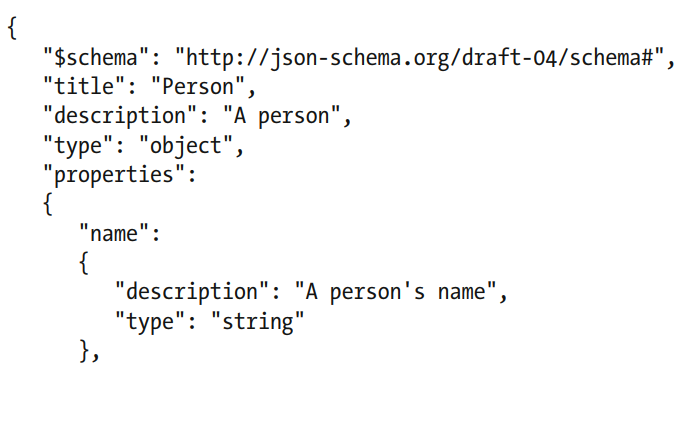 {
"$schema": "http://json-schema.org/draft-04/schema#",
"title": "Person",
"description": "A person",
"type": "object",
"properties":
{
"name":
{
"description": "A person's name",
"type": "string"
},